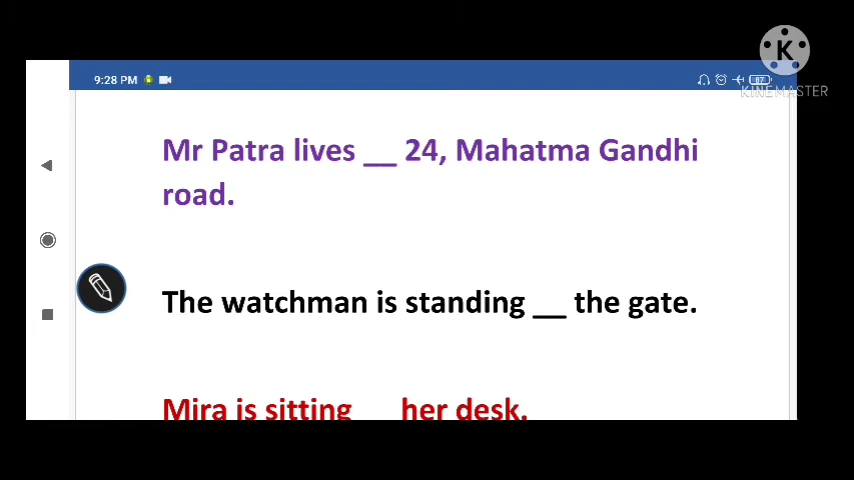 K
KINEMASTER
9:28 PM
87
Mr Patra lives __ 24, Mahatma Gandhi
road.
The watchman is standing __ the gate.
Mira is sitting __ her desk.